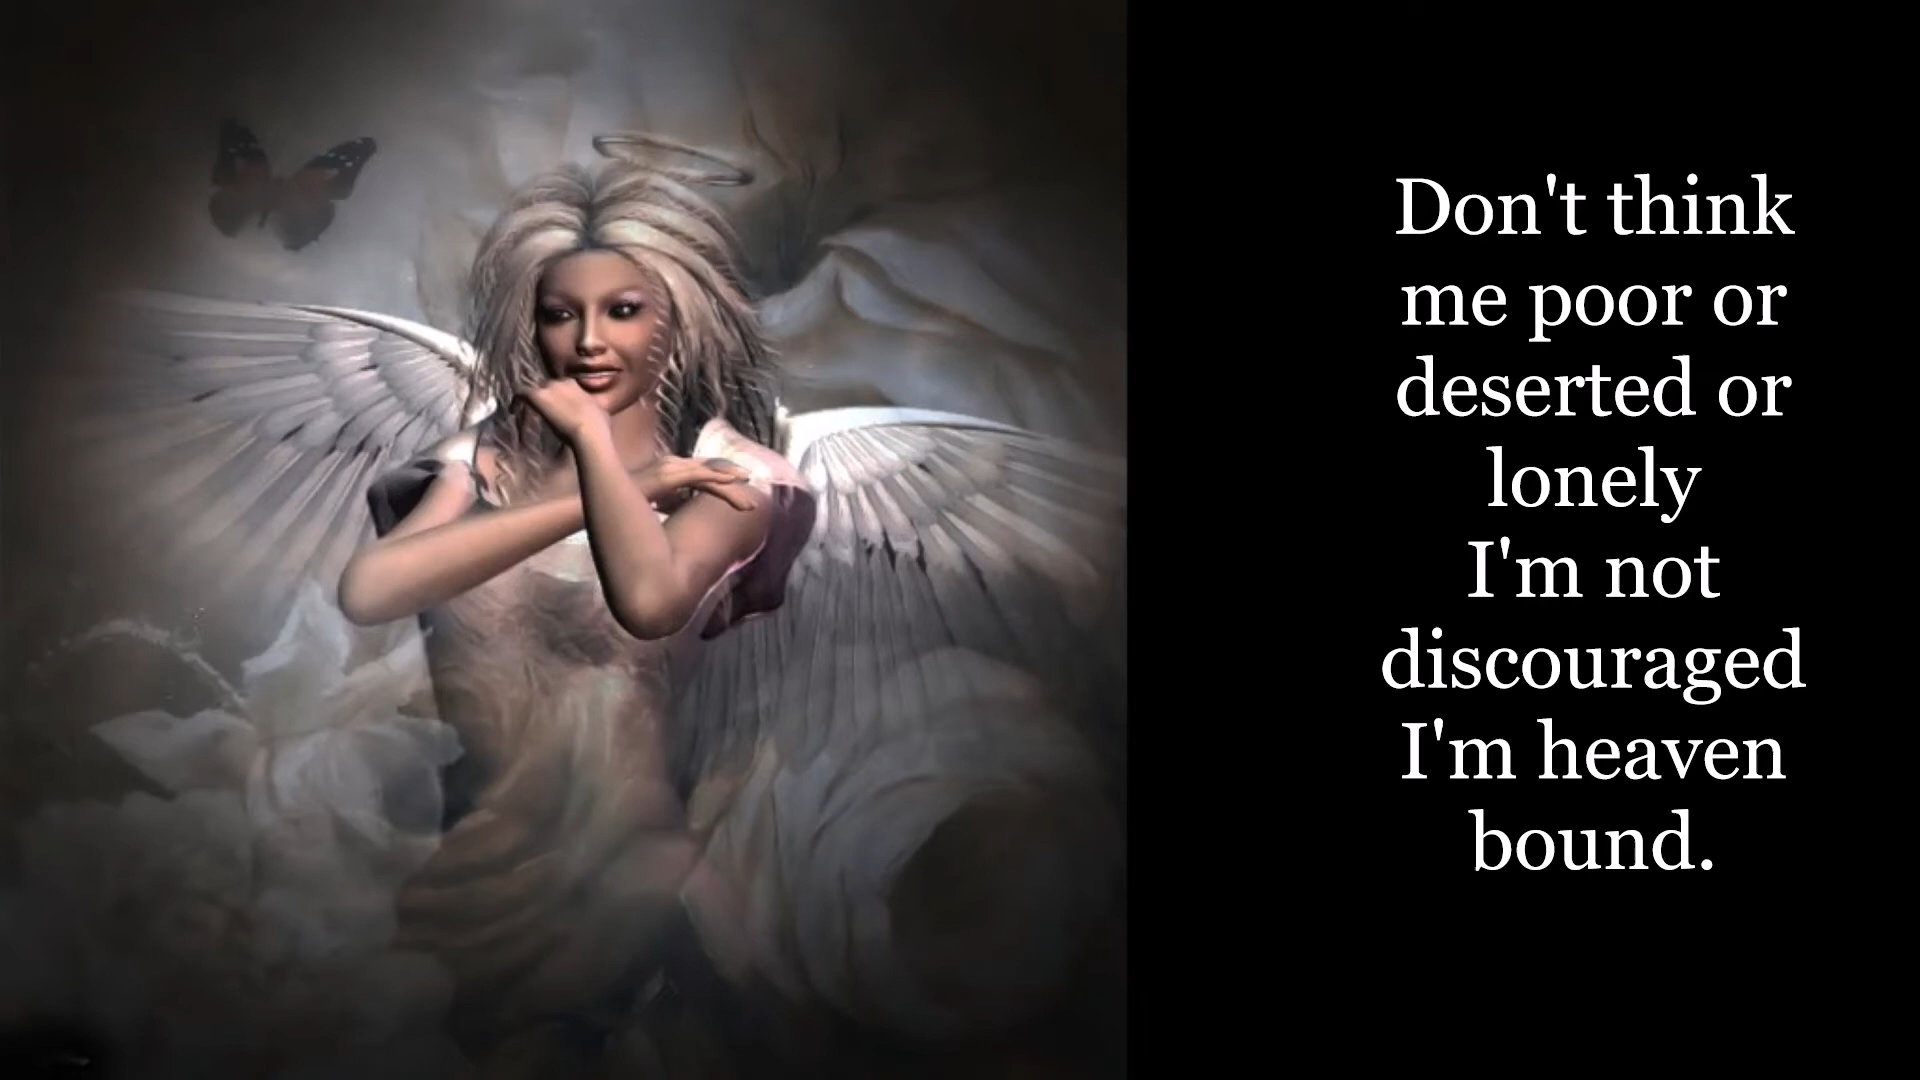 Don't think
me poor or
deserted or
lonely
I'm not
discouraged
I'm heaven
bound.